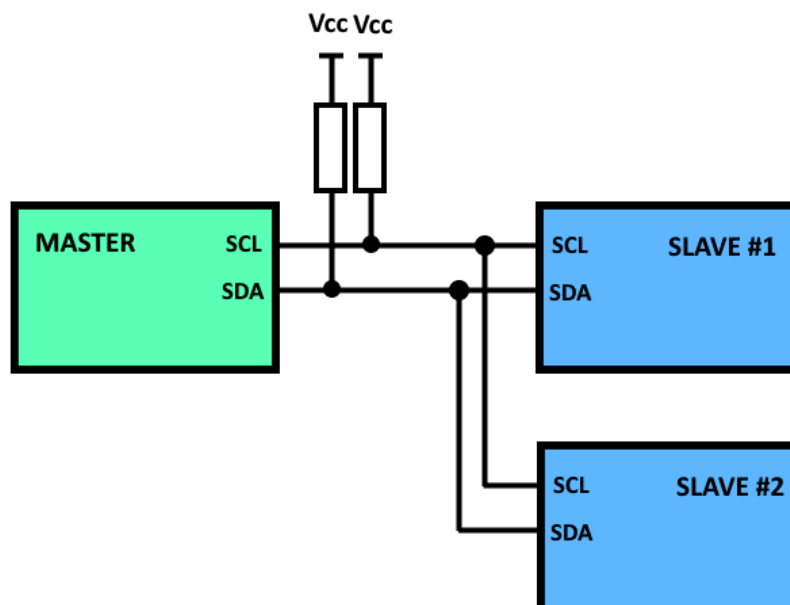 Vcc Vcc
MASTER
SCL
SDA
SCL
SDA
SLAVE #1
SCL
SDA
SLAVE #2